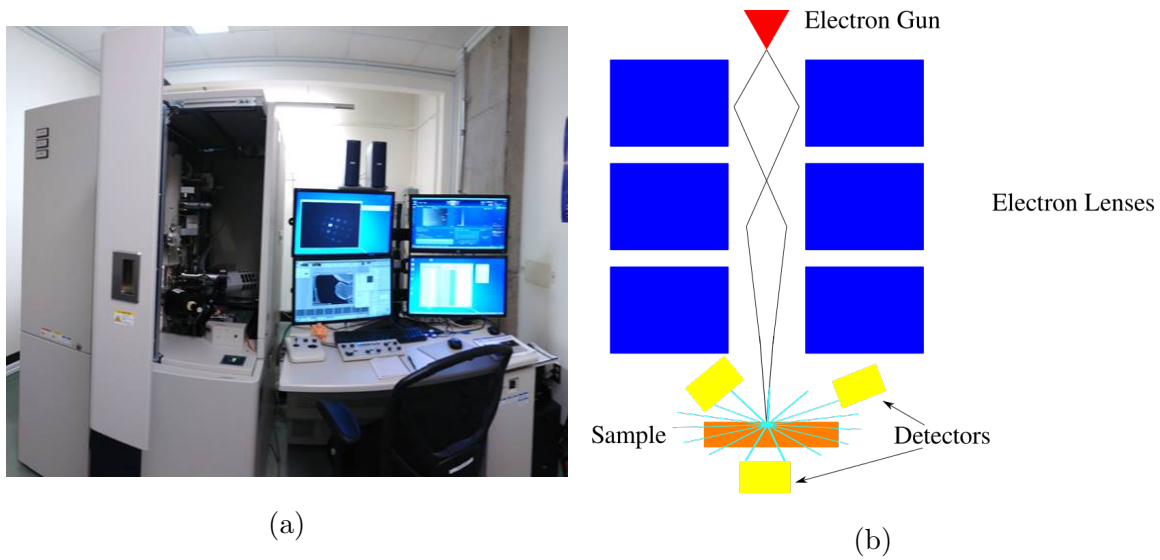 Electron Gun
Electron Lenses
Sample
Detectors
(a)
(b)